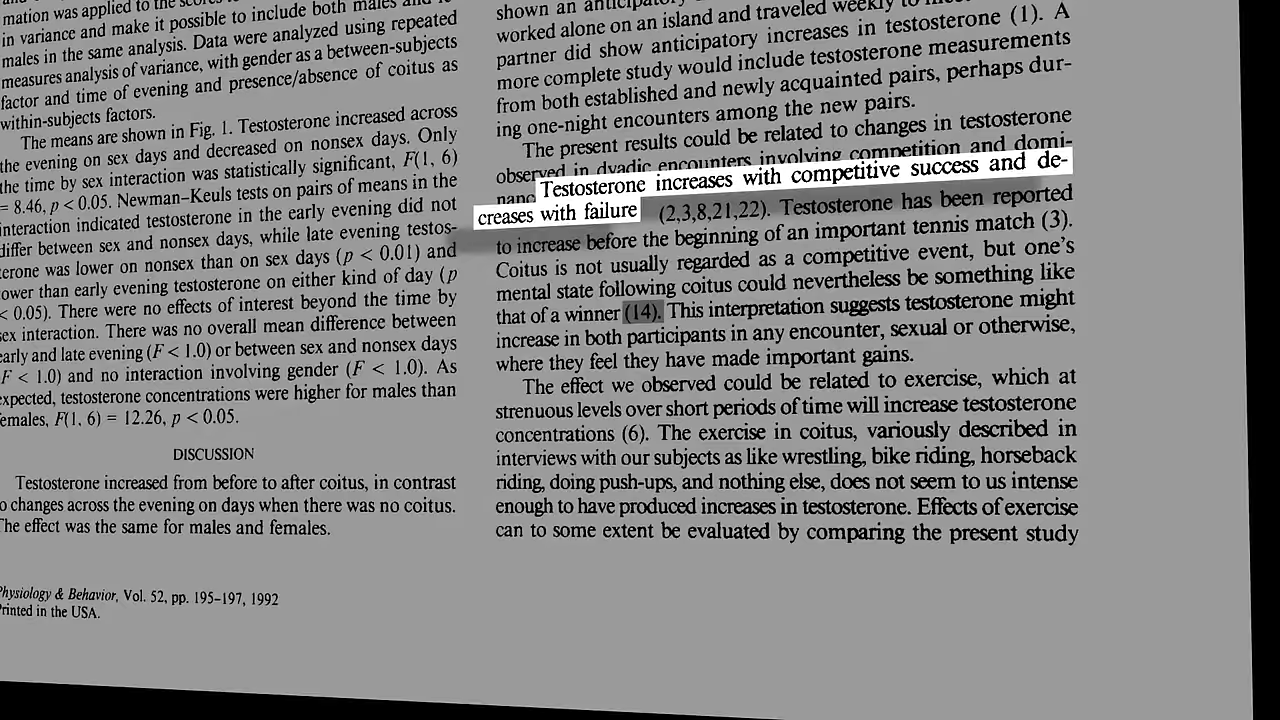 mation was applied to the scores to
in variance and make it possible to include both males and fe-
males in the same analysis. Data were analyzed using repeated
measures analysis of variance, with gender as a between-subjects
factor and time of evening and presence/absence of coitus as
within-subjects factors.
The means are shown in Fig. 1. Testosterone increased across
the evening on sex days and decreased on nonsex days. Only
the time by sex interaction was statistically significant, F(1, 6)
= 8.46, p < 0.05. Newman–Keuls tests on pairs of means in the
interaction indicated testosterone in the early evening did not
differ between sex and nonsex days, while late evening testos-
terone was lower on nonsex than on sex days (p < 0.01) and
ower than early evening testosterone on either kind of day (p
< 0.05). There were no effects of interest beyond the time by
sex interaction. There was no overall mean difference between
early and late evening (F < 1.0) or between sex and nonsex days
F < 1.0) and no interaction involving gender (F < 1.0). As
expected, testosterone concentrations were higher for males than
emales, F(1, 6) = 12.26, p < 0.05.
DISCUSSION
Testosterone increased from before to after coitus, in contrast
o changes across the evening on days when there was no coitus.
The effect was the same for males and females.
Physiology & Behavior, Vol. 52, pp. 195–197, 1992
Printed in the USA.
shown an anticipatory
worked alone on an island and traveled weekly to
partner did show anticipatory increases in testosterone (1). A
more complete study would include testosterone measurements
from both established and newly acquainted pairs, perhaps dur-
ing one-night encounters among the new pairs.
The present results could be related to changes in testosterone
observed in dyadic encounters involving competition and domi-
nanc Testosterone increases with competitive success and de-
creases with failure (2,3,8,21,22). Testosterone has been reported
to increase before the beginning of an important tennis match (3).
Coitus is not usually regarded as a competitive event, but one's
mental state following coitus could nevertheless be something like
that of a winner (14). This interpretation suggests testosterone might
increase in both participants in any encounter, sexual or otherwise,
where they feel they have made important gains.
The effect we observed could be related to exercise, which at
strenuous levels over short periods of time will increase testosterone
concentrations (6). The exercise in coitus, variously described in
interviews with our subjects as like wrestling, bike riding, horseback
riding, doing push-ups, and nothing else, does not seem to us intense
enough to have produced increases in testosterone. Effects of exercise
can to some extent be evaluated by comparing the present study